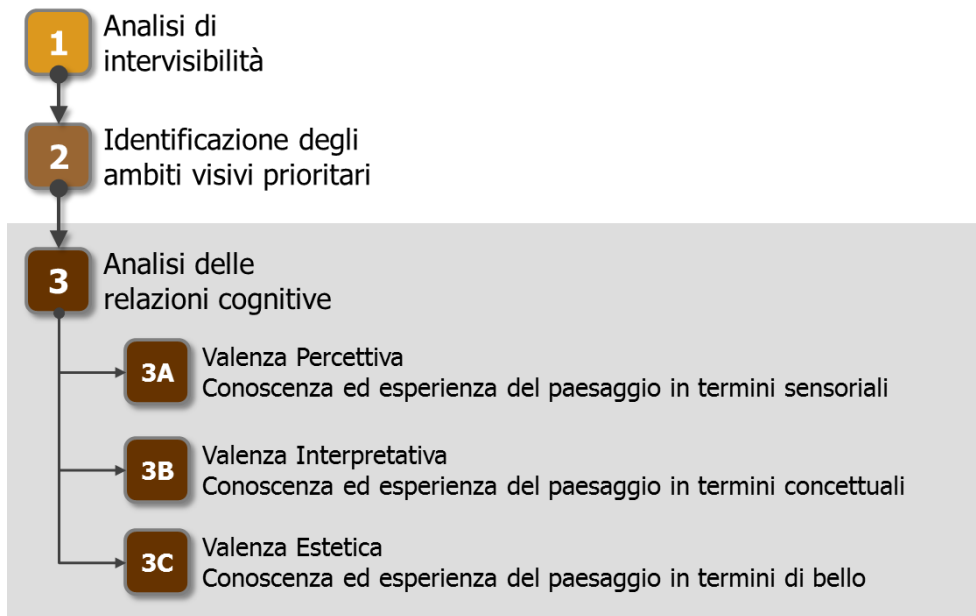 1
Analisi di
intervisibilità
2
Identificazione degli
ambiti visivi prioritari
3
Analisi delle
relazioni cognitive
3A
Valenza Percettiva
Conoscenza ed esperienza del paesaggio in termini sensoriali
3B
Valenza Interpretativa
Conoscenza ed esperienza del paesaggio in termini concettuali
3C
Valenza Estetica
Conoscenza ed esperienza del paesaggio in termini di bello